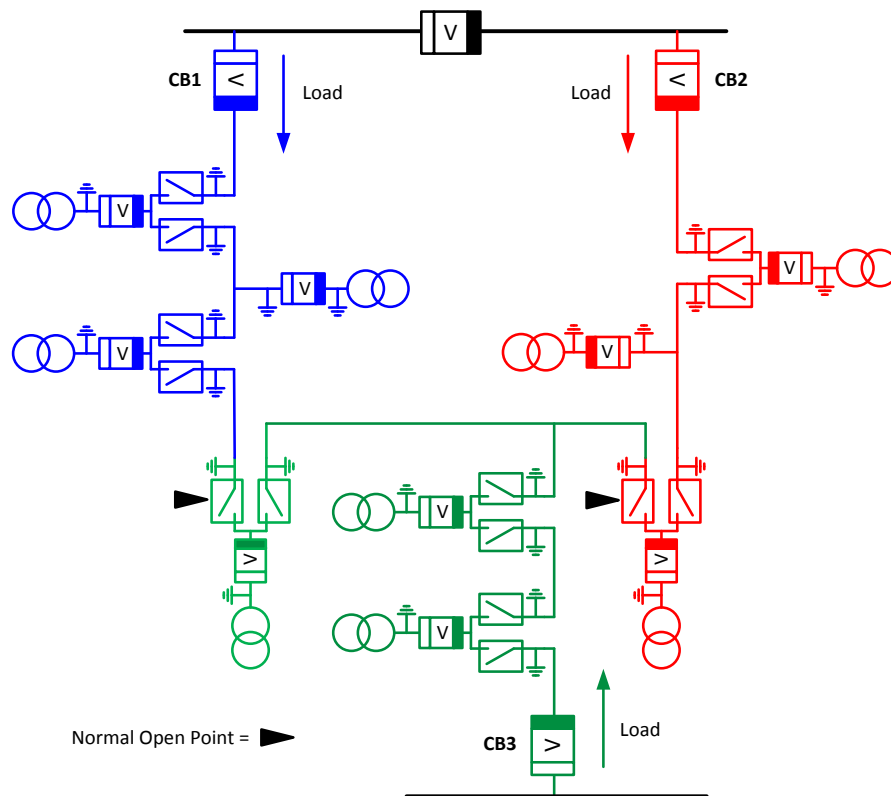 V
CB1
<
Load
Load
<
CB2
V
V
V
V
V
V
>
>
V
Normal Open Point =
CB3
>
Load